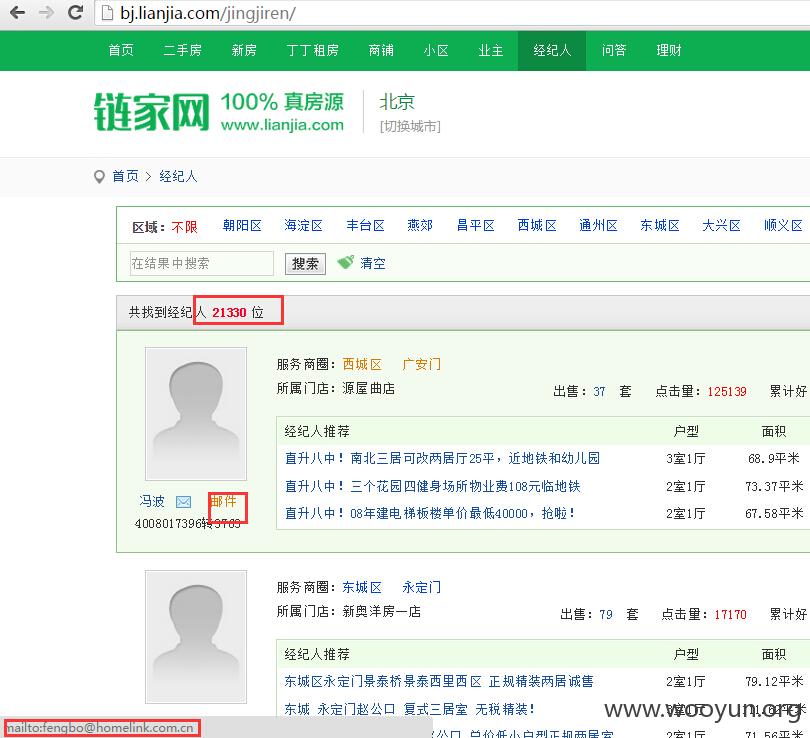 bj.lianjia.com/jingjiren/
首页 二手房 新房 丁丁租房 商铺 小区 业主 经纪人 问答 理财
链家网 100% 真房源
www.lianjia.com
北京
[切换城市]
首页 > 经纪人
区域：不限 朝阳区 海淀区 丰台区 燕郊 昌平区 西城区 通州区 东城区 大兴区 顺义区
在结果中搜索 搜索 清空
共找到经纪人 21330 位
服务商圈：西城区 广安门
所属门店：源屋曲店 出售：37 套 点击量：125139 累计好
经纪人推荐 户型 面积
直升八中！南北三居可改两居厅25平，近地铁和幼儿园 3室1厅 68.9平米
直升八中！三个花园四健身场所物业费108元临地铁 2室1厅 73.37平米
直升八中！08年建电梯板楼单价最低40000，抢啦！ 2室1厅 67.58平米
冯波 邮件
4008017396转3763
服务商圈：东城区 永定门
所属门店：新奥洋房一店 出售：79 套 点击量：17170 累计好
经纪人推荐 户型 面积
东城区永定门景泰桥景泰西里西区 正规精装两居诚售 2室1厅 79.12平米
东城 永定门赵公口 复式三居室 无税精装！
www.wooyun.org
赵公口 总价低小户型正规两居室 2室1厅 71.56平米
mailto:fengbo@homelink.com.cn